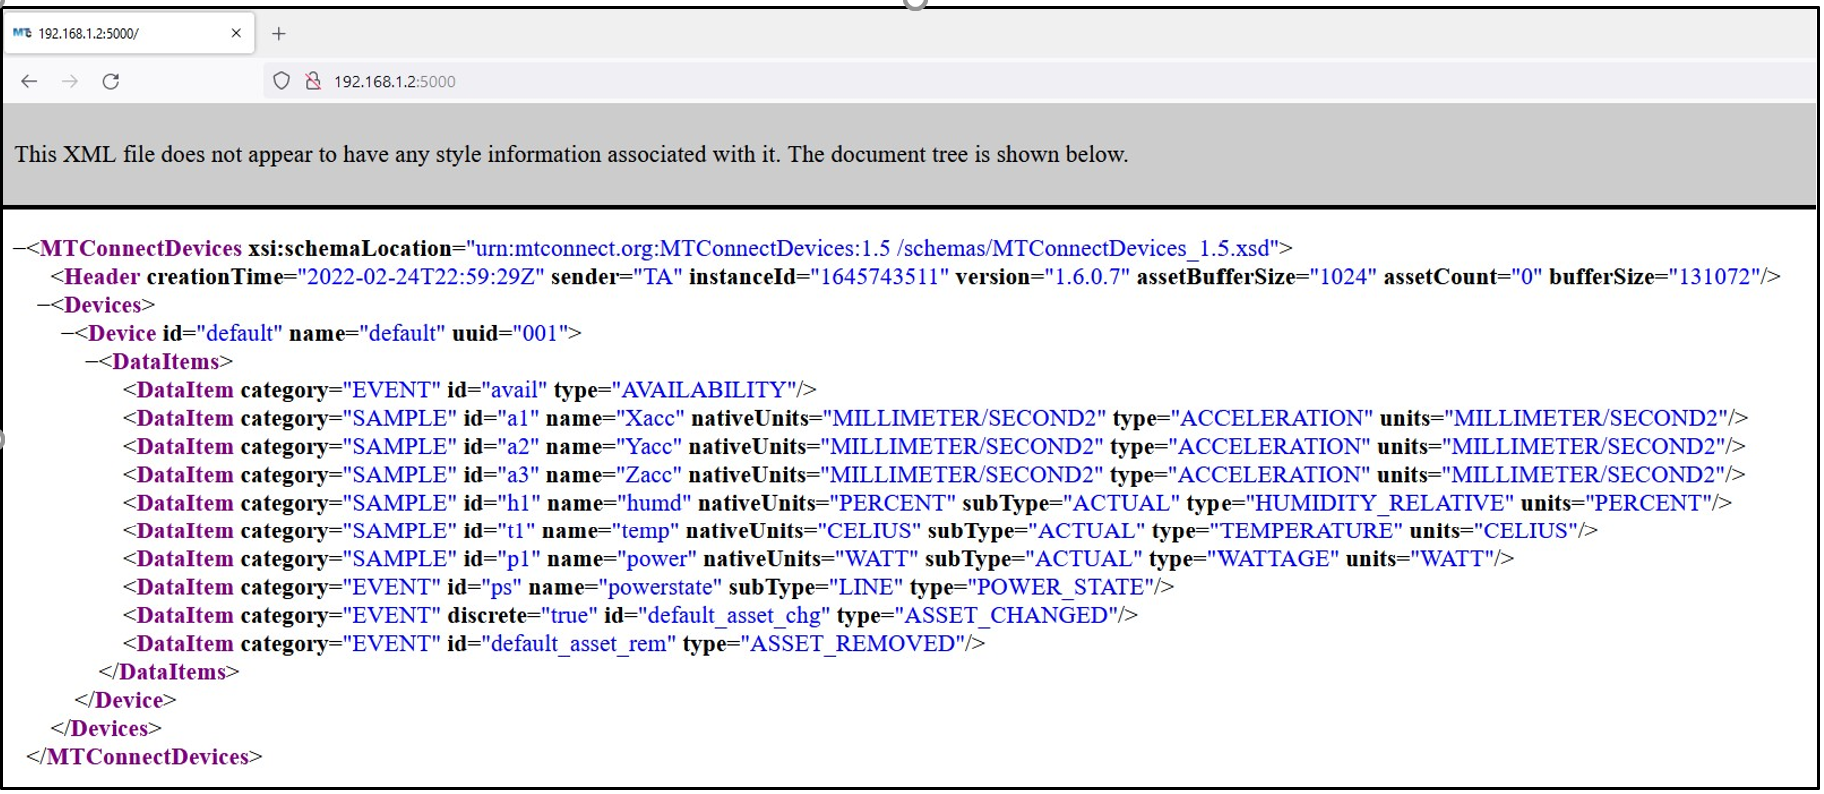 MTC 192.168.1.2:5000/
192.168.1.2:5000
This XML file does not appear to have any style information associated with it. The document tree is shown below.
−<MTConnectDevices xsi:schemaLocation="urn:mtconnect.org:MTConnectDevices:1.5 /schemas/MTConnectDevices_1.5.xsd">
<Header creationTime="2022-02-24T22:59:29Z" sender="TA" instanceId="1645743511" version="1.6.0.7" assetBufferSize="1024" assetCount="0" bufferSize="131072"/>
−<Devices>
−<Device id="default" name="default" uuid="001">
−<DataItems>
<DataItem category="EVENT" id="avail" type="AVAILABILITY"/>
<DataItem category="SAMPLE" id="a1" name="Xacc" nativeUnits="MILLIMETER/SECOND2" type="ACCELERATION" units="MILLIMETER/SECOND2"/>
<DataItem category="SAMPLE" id="a2" name="Yacc" nativeUnits="MILLIMETER/SECOND2" type="ACCELERATION" units="MILLIMETER/SECOND2"/>
<DataItem category="SAMPLE" id="a3" name="Zacc" nativeUnits="MILLIMETER/SECOND2" type="ACCELERATION" units="MILLIMETER/SECOND2"/>
<DataItem category="SAMPLE" id="h1" name="humd" nativeUnits="PERCENT" subType="ACTUAL" type="HUMIDITY_RELATIVE" units="PERCENT"/>
<DataItem category="SAMPLE" id="t1" name="temp" nativeUnits="CELIUS" subType="ACTUAL" type="TEMPERATURE" units="CELIUS"/>
<DataItem category="SAMPLE" id="p1" name="power" nativeUnits="WATT" subType="ACTUAL" type="WATTAGE" units="WATT"/>
<DataItem category="EVENT" id="ps" name="powerstate" subType="LINE" type="POWER_STATE"/>
<DataItem category="EVENT" discrete="true" id="default_asset_chg" type="ASSET_CHANGED"/>
<DataItem category="EVENT" id="default_asset_rem" type="ASSET_REMOVED"/>
</DataItems>
</Device>
</Devices>
</MTConnectDevices>